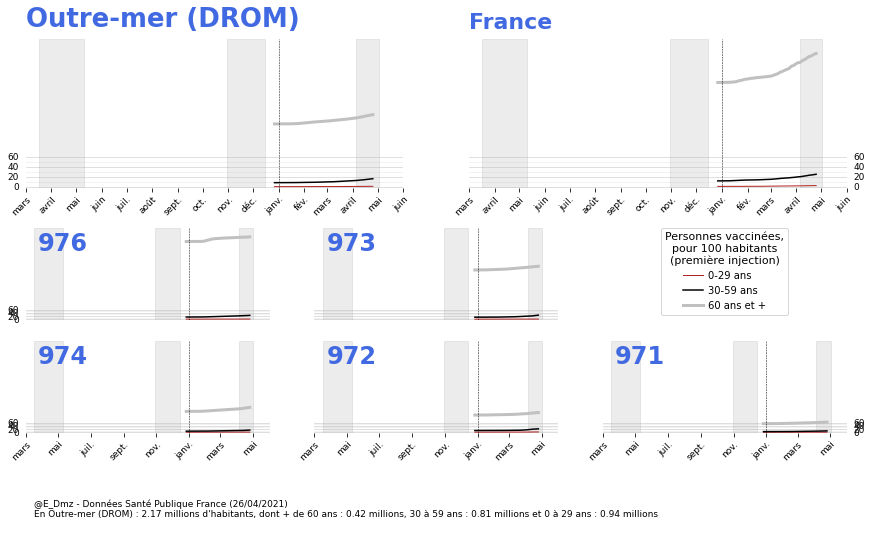 Outre-mer (DROM)
France
60
40
20
0
60
40
20
0
mars avril mai juin juil. août sept. oct. nov. déc. janv. fév. mars avril mai juin
mars avril mai juin juil. août sept. oct. nov. déc. janv. fév. mars avril mai juin
976
973
Personnes vaccinées,
pour 100 habitants
(première injection)
0-29 ans
30-59 ans
60 ans et +
60
0
974
972
971
60
0
60
0
mars mai juil. sept. nov. janv. mars mai
mars mai juil. sept. nov. janv. mars mai
mars mai juil. sept. nov. janv. mars mai
@E_Dmz - Données Santé Publique France (26/04/2021)
En Outre-mer (DROM) : 2.17 millions d'habitants, dont + de 60 ans : 0.42 millions, 30 à 59 ans : 0.81 millions et 0 à 29 ans : 0.94 millions